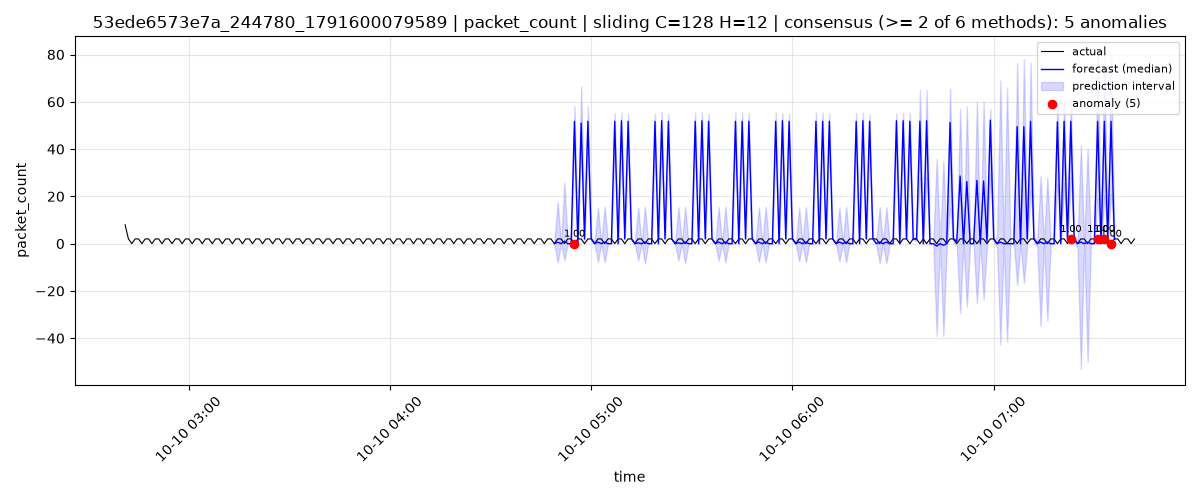 53ede6573e7a_244780_1791600079589 | packet_count | sliding C=128 H=12 | consensus (>= 2 of 6 methods): 5 anomalies
80
60
40
20
0
−20
−40
packet_count
actual
forecast (median)
prediction interval
anomaly (5)
1.00
1.00
10-10 03:00
10-10 04:00
10-10 05:00
10-10 06:00
10-10 07:00
time